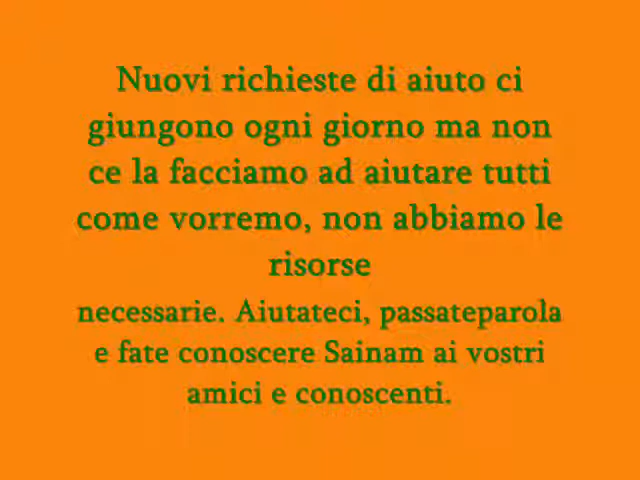 Nuovi richieste di aiuto ci
giungono ogni giorno ma non
ce la facciamo ad aiutare tutti
come vorremo, non abbiamo le
risorse
necessarie. Aiutateci, passateparola
e fate conoscere Sainam ai vostri
amici e conoscenti.